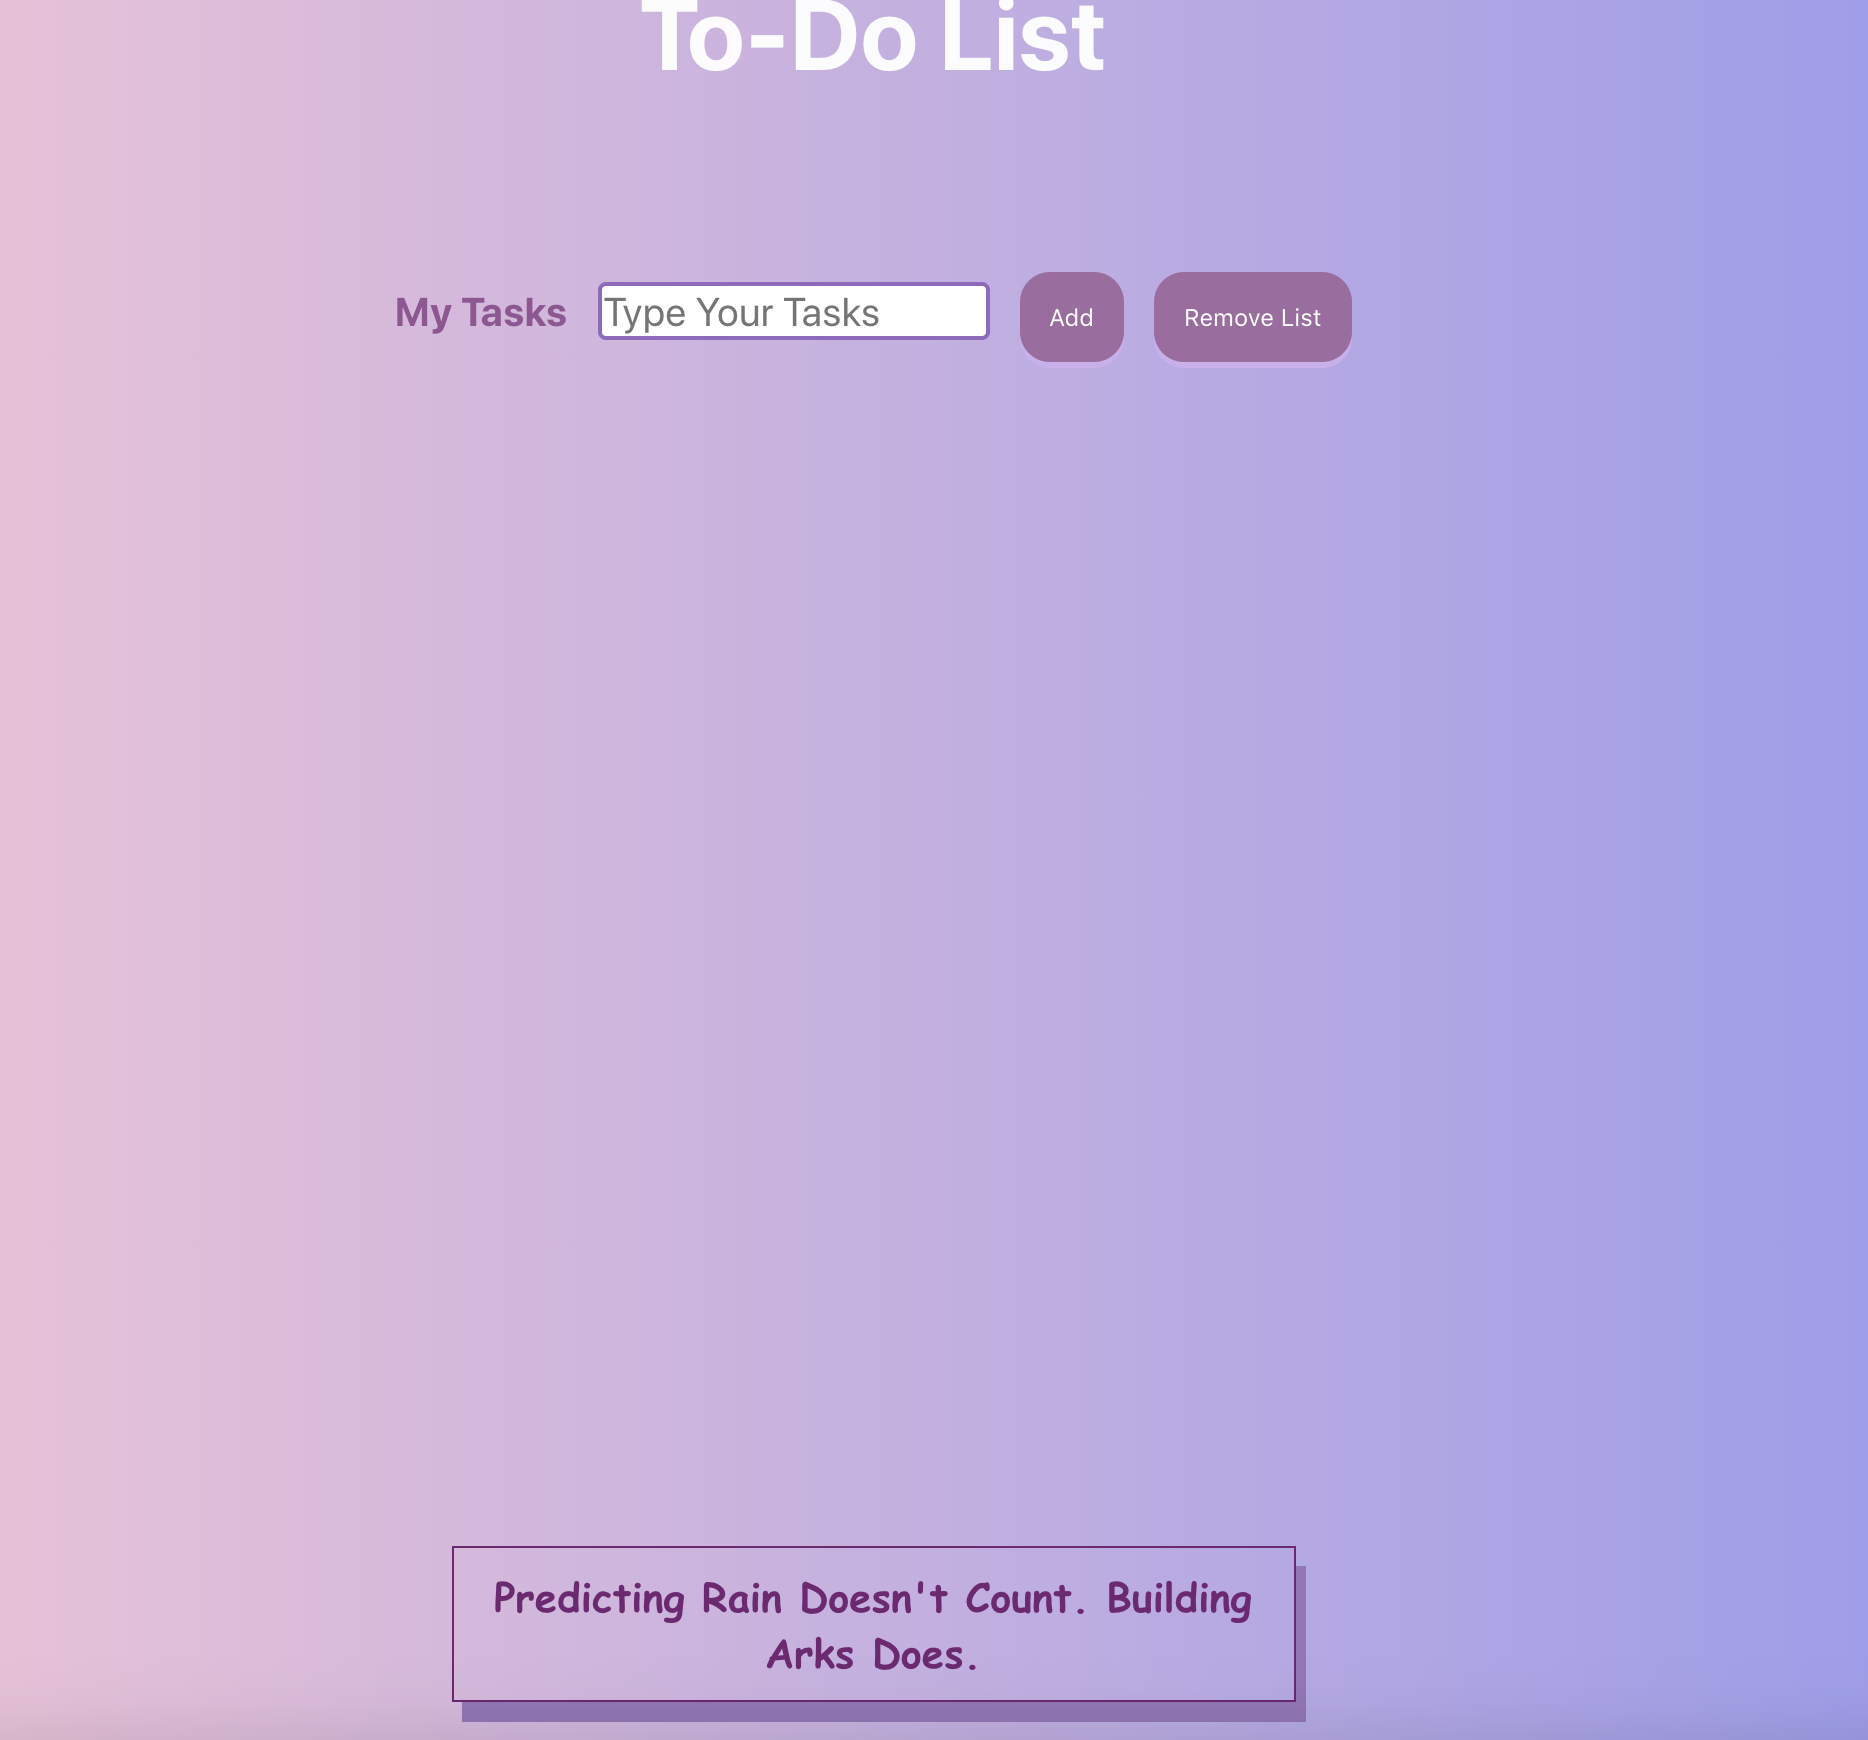 To-Do List
My Tasks
Type Your Tasks
Add
Remove List
Predicting Rain Doesn't Count. Building
Arks Does.